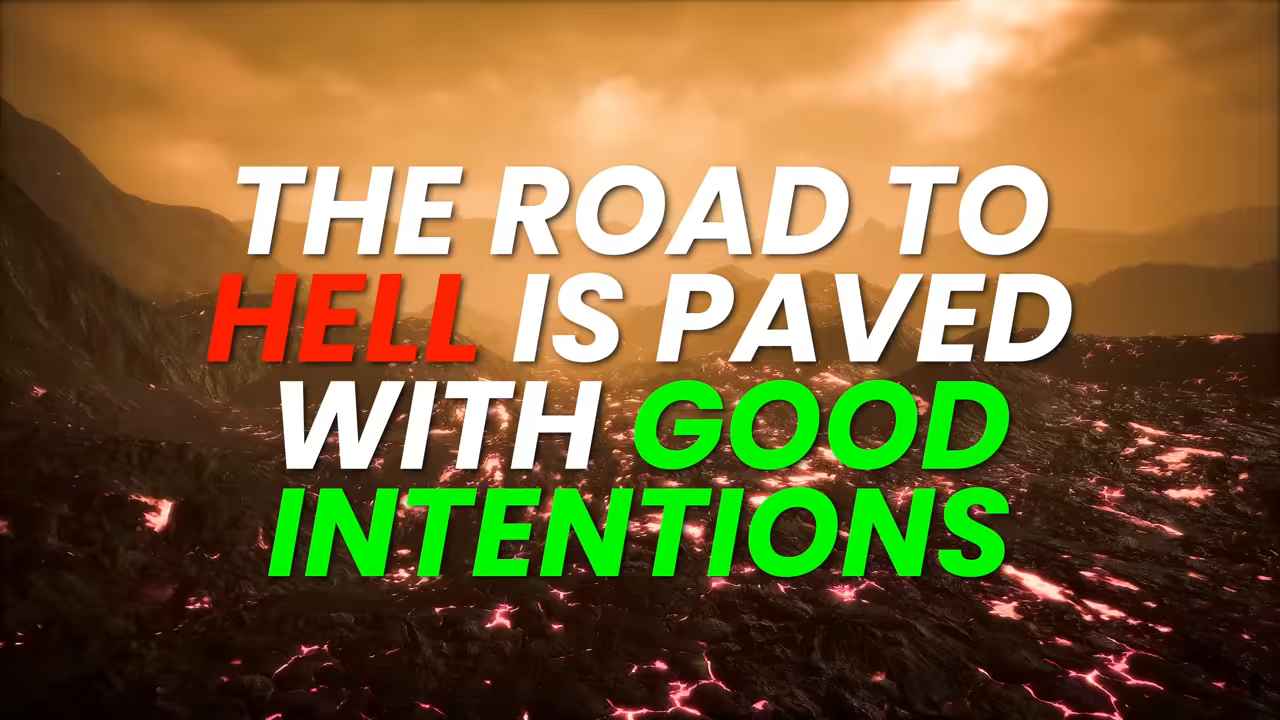 THE ROAD TO
HELL IS PAVED
WITH GOOD
INTENTIONS